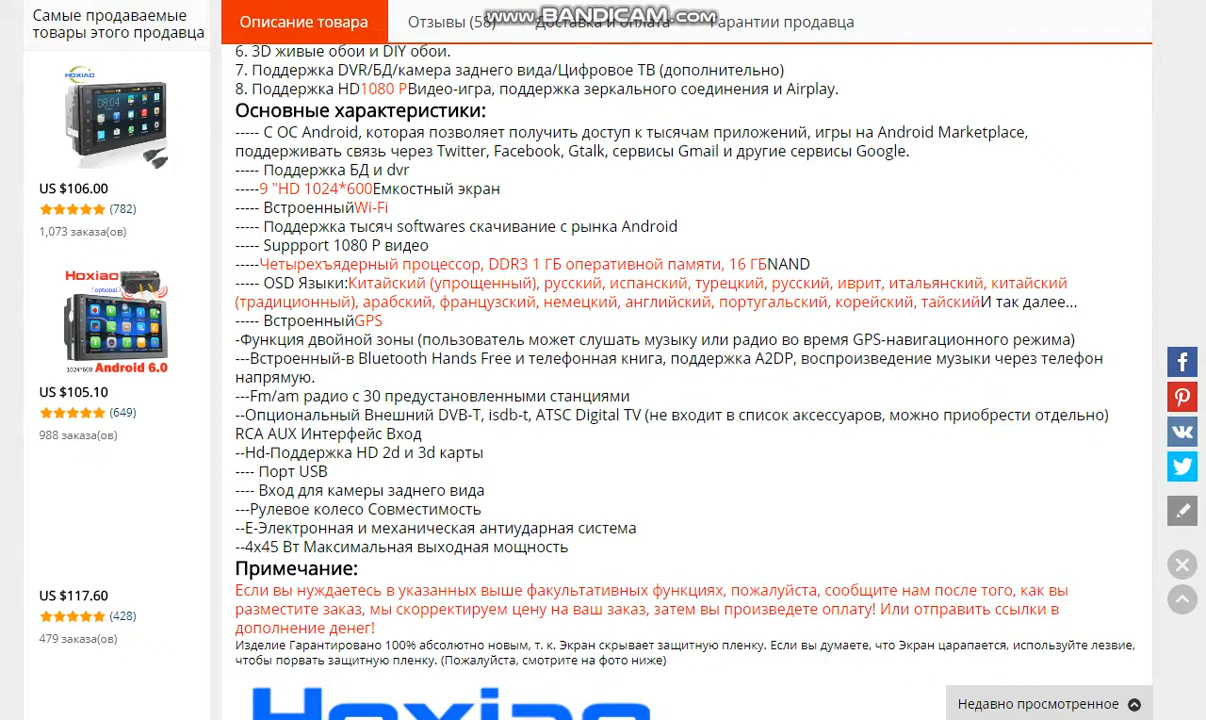 Самые продаваемые
товары этого продавца
HOXIAO
US $106.00
(782)
1,073 заказа(ов)
Hoxiao
(optional)
1024*600 Android 6.0
US $105.10
(649)
988 заказа(ов)
US $117.60
(428)
479 заказа(ов)
www.BANDICAM.com
Описание товара Отзывы (58) Доставка и оплата Гарантии продавца
6. 3D живые обои и DIY обои.
7. Поддержка DVR/БД/камера заднего вида/Цифровое ТВ (дополнительно)
8. Поддержка HD1080 PВидео-игра, поддержка зеркального соединения и Airplay.
Основные характеристики:
----- С ОС Android, которая позволяет получить доступ к тысячам приложений, игры на Android Marketplace,
поддерживать связь через Twitter, Facebook, Gtalk, сервисы Gmail и другие сервисы Google.
----- Поддержка БД и dvr
-----9 "HD 1024*600Емкостный экран
----- ВстроенныйWi-Fi
----- Поддержка тысяч softwares скачивание с рынка Android
----- Suppport 1080 P видео
-----Четырехъядерный процессор, DDR3 1 ГБ оперативной памяти, 16 ГБNAND
----- OSD Языки:Китайский (упрощенный), русский, испанский, турецкий, русский, иврит, итальянский, китайский
(традиционный), арабский, французский, немецкий, английский, португальский, корейский, тайскийИ так далее...
----- ВстроенныйGPS
-Функция двойной зоны (пользователь может слушать музыку или радио во время GPS-навигационного режима)
---Встроенный-в Bluetooth Hands Free и телефонная книга, поддержка A2DP, воспроизведение музыки через телефон
напрямую.
---Fm/am радио с 30 предустановленными станциями
--Опциональный Внешний DVB-T, isdb-t, ATSC Digital TV (не входит в список аксессуаров, можно приобрести отдельно)
RCA AUX Интерфейс Вход
--Hd-Поддержка HD 2d и 3d карты
---- Порт USB
---- Вход для камеры заднего вида
---Рулевое колесо Совместимость
--Е-Электронная и механическая антиударная система
--4x45 Вт Максимальная выходная мощность
Примечание:
Если вы нуждаетесь в указанных выше факультативных функциях, пожалуйста, сообщите нам после того, как вы
разместите заказ, мы скорректируем цену на ваш заказ, затем вы произведете оплату! Или отправить ссылки в
дополнение денег!
Изделие Гарантировано 100% абсолютно новым, т. к. Экран скрывает защитную пленку. Если вы думаете, что Экран царапается, используйте лезвие,
чтобы порвать защитную пленку. (Пожалуйста, смотрите на фото ниже)
Hoxiao
Недавно просмотренное